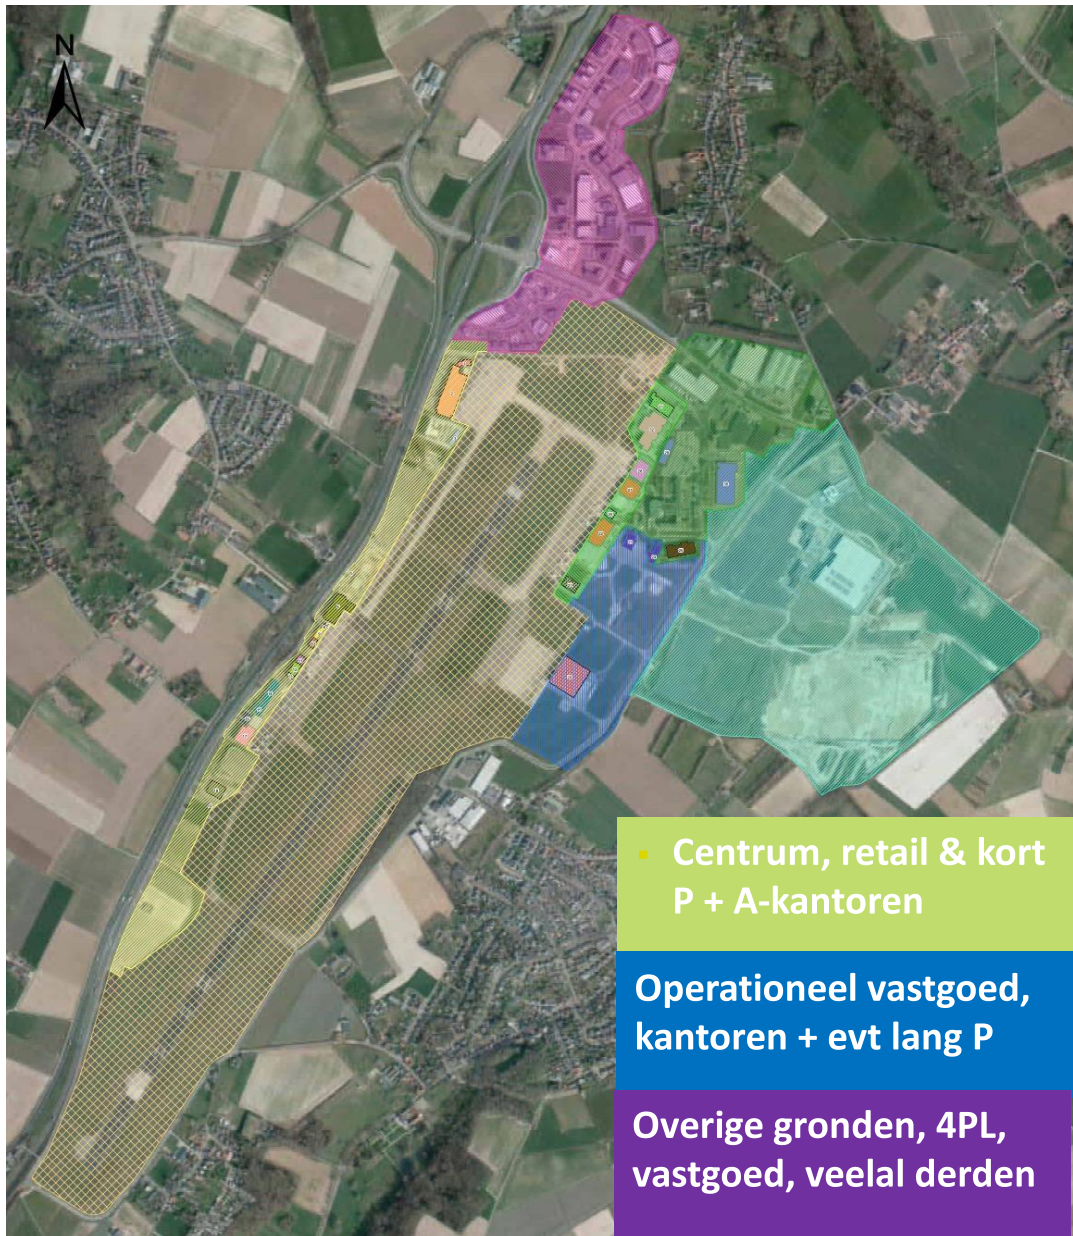 N
Centrum, retail & kort
P + A-kantoren
Operationeel vastgoed,
kantoren + evt lang P
Overige gronden, 4PL,
vastgoed, veelal derden